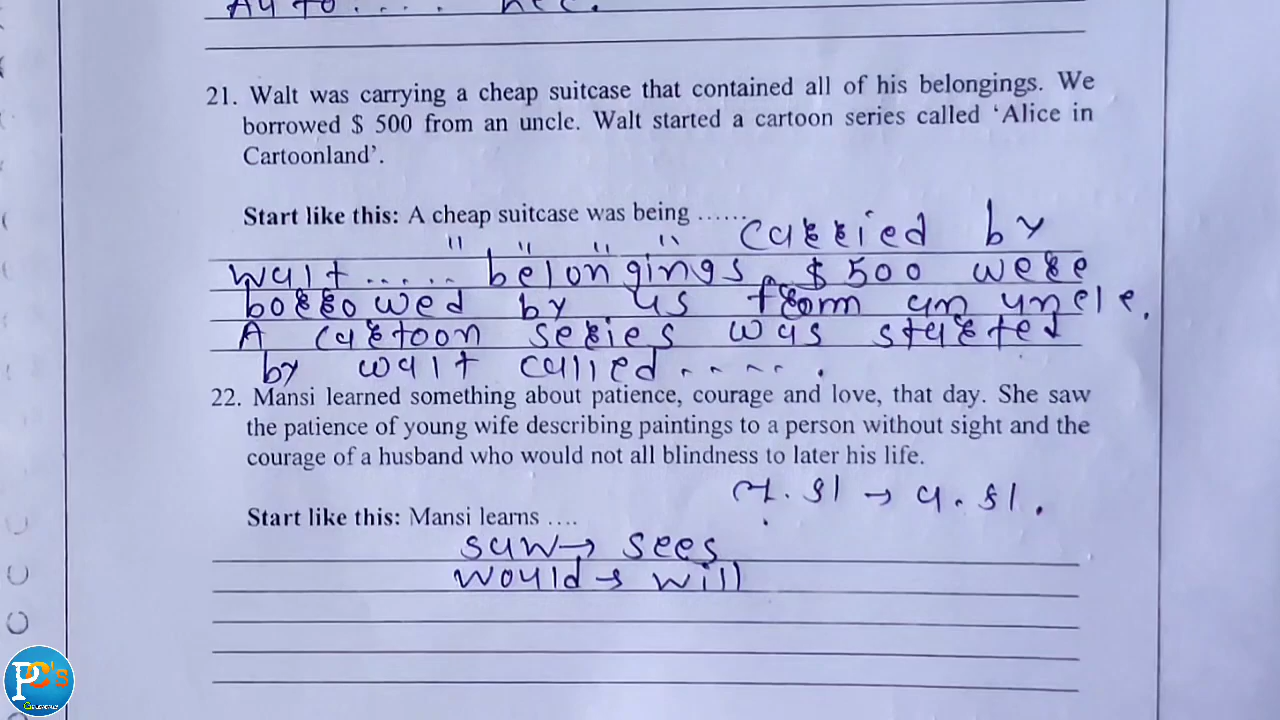 21. Walt was carrying a cheap suitcase that contained all of his belongings. We
borrowed $ 500 from an uncle. Walt started a cartoon series called ‘Alice in
Cartoonland’.
Start like this: A cheap suitcase was being ......
carried by
walt ..... belongings. $ 500 were
borrowed by us from an uncle.
A cartoon series was started
by walt called ..... .
22. Mansi learned something about patience, courage and love, that day. She saw
the patience of young wife describing paintings to a person without sight and the
courage of a husband who would not all blindness to later his life.
Start like this: Mansi learns ....
saw → sees
would → will
PC's